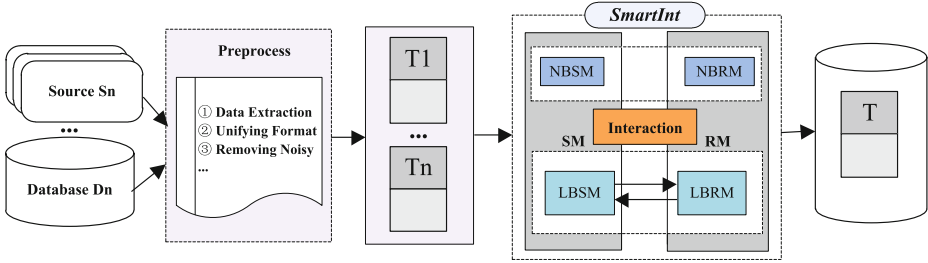 Source Sn
...
Database Dn
Preprocess
① Data Extraction
② Unifying Format
③ Removing Noisy
...
T1
...
Tn
SmartInt
NBSM
NBRM
Interaction
SM
RM
LBSM
LBRM
T